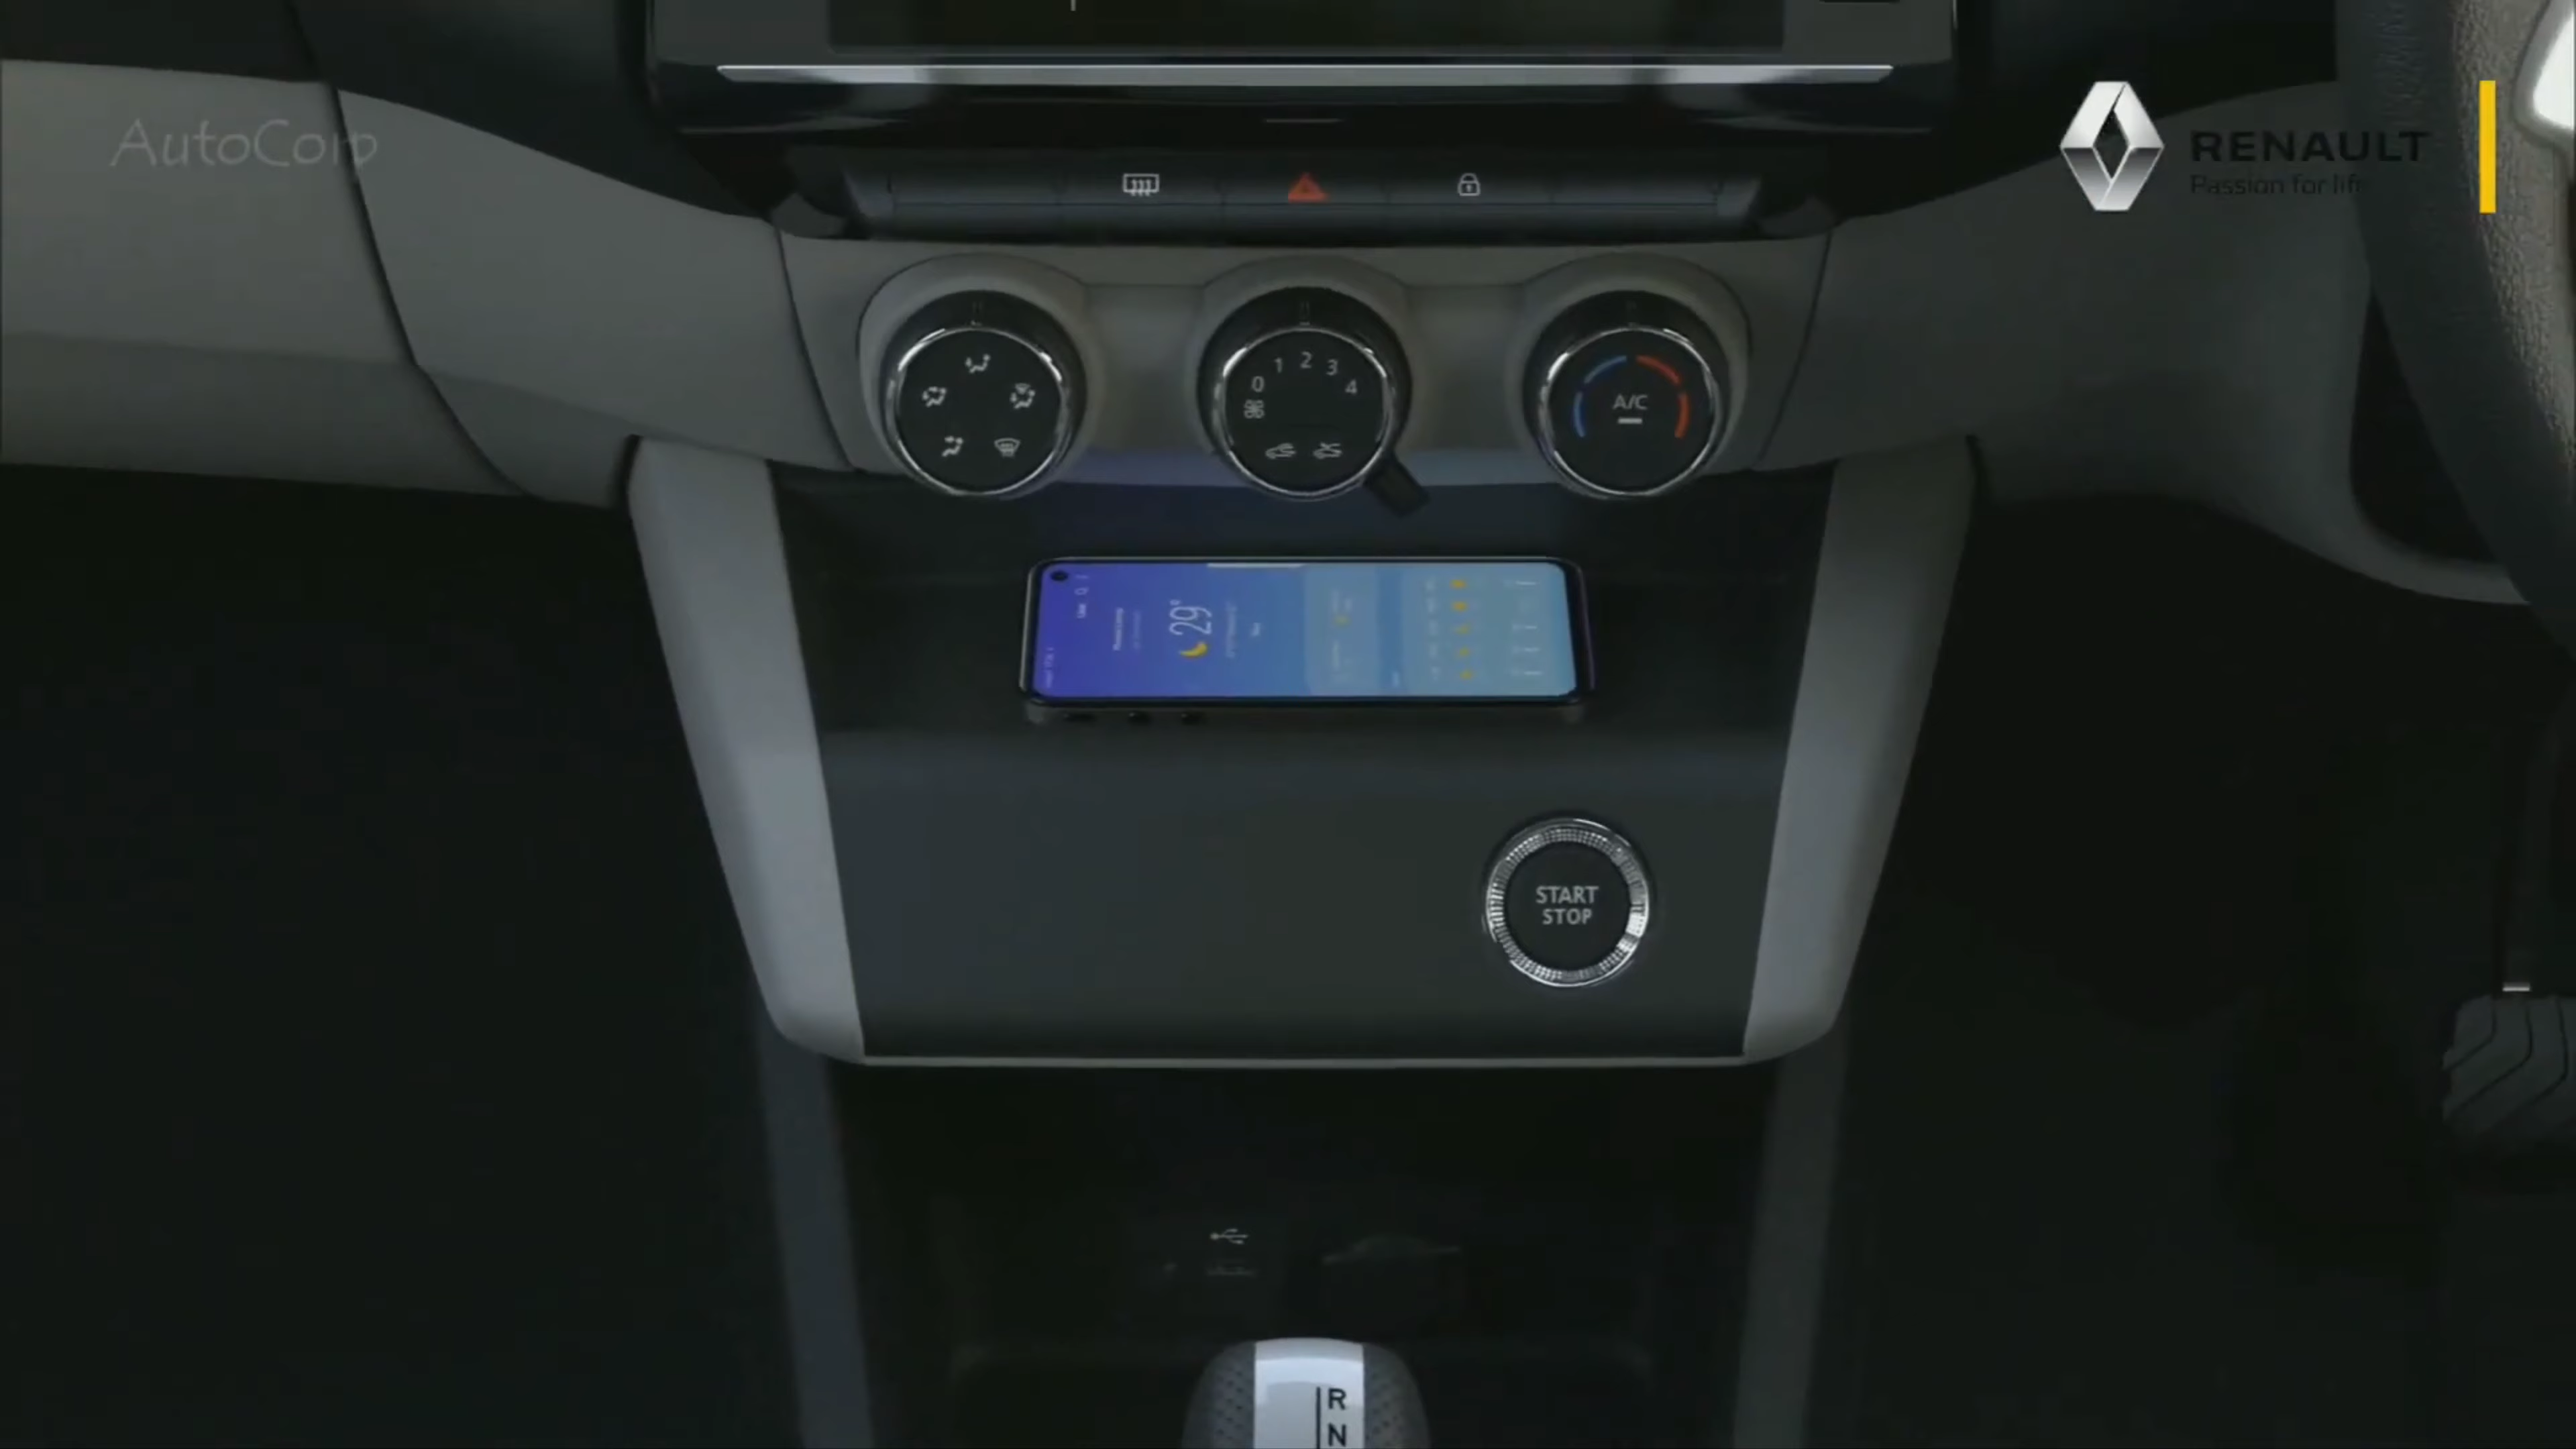 AutoCorp
RENAULT
Passion for life
0 1 2 3 4
A/C
29°
START
STOP
R
N